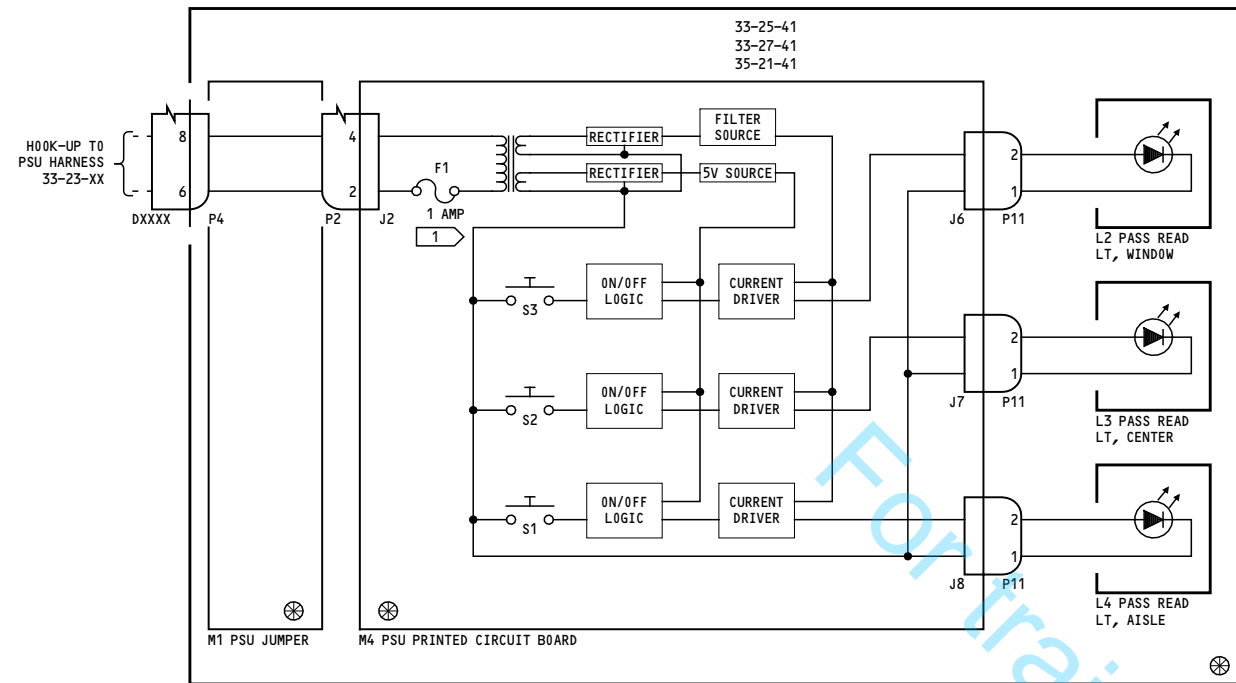 33-25-41
33-27-41
35-21-41
HOOK-UP TO
PSU HARNESS
33-23-XX
8
6
DXXXX
P4
4
2
P2
J2
F1
1 AMP
1
RECTIFIER
FILTER
SOURCE
RECTIFIER
5V SOURCE
S3
ON/OFF
LOGIC
CURRENT
DRIVER
S2
ON/OFF
LOGIC
CURRENT
DRIVER
S1
ON/OFF
LOGIC
CURRENT
DRIVER
2
1
J6
P11
L2 PASS READ
LT, WINDOW
2
1
J7
P11
L3 PASS READ
LT, CENTER
2
1
J8
P11
L4 PASS READ
LT, AISLE
M1 PSU JUMPER
M4 PSU PRINTED CIRCUIT BOARD
For trai